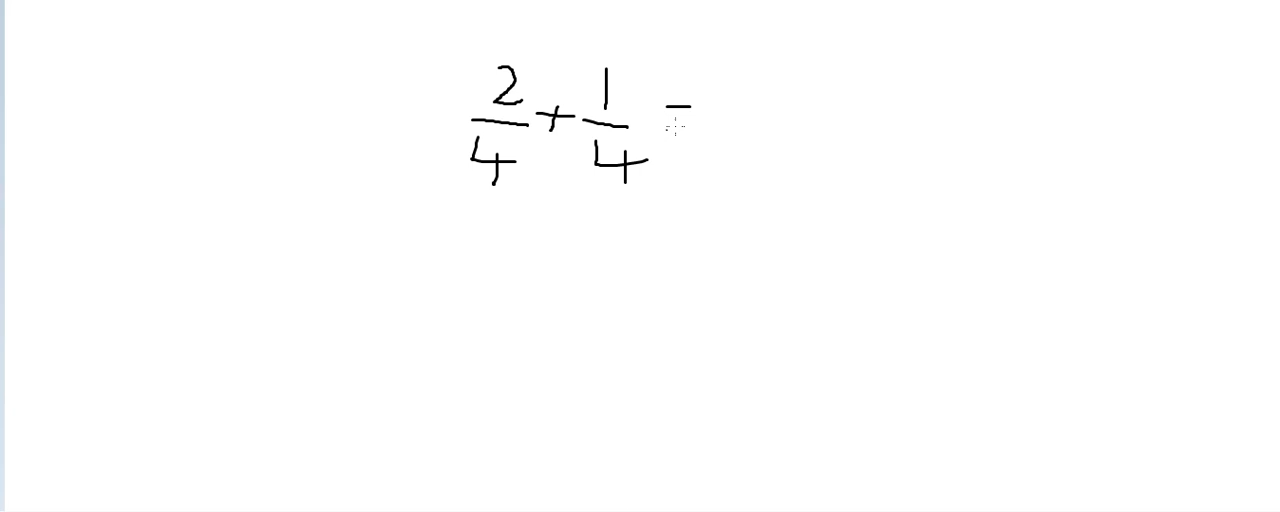 2/4 + 1/4 =